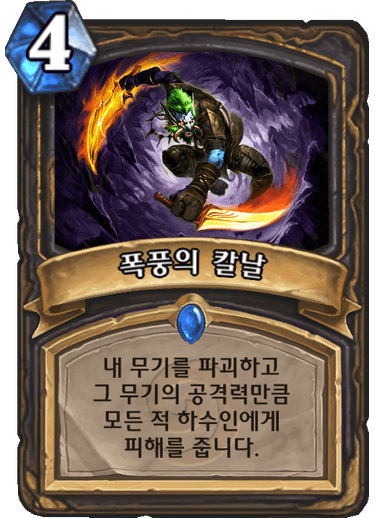 4
폭풍의 칼날
내 무기를 파괴하고
그 무기의 공격력만큼
모든 적 하수인에게
피해를 줍니다.